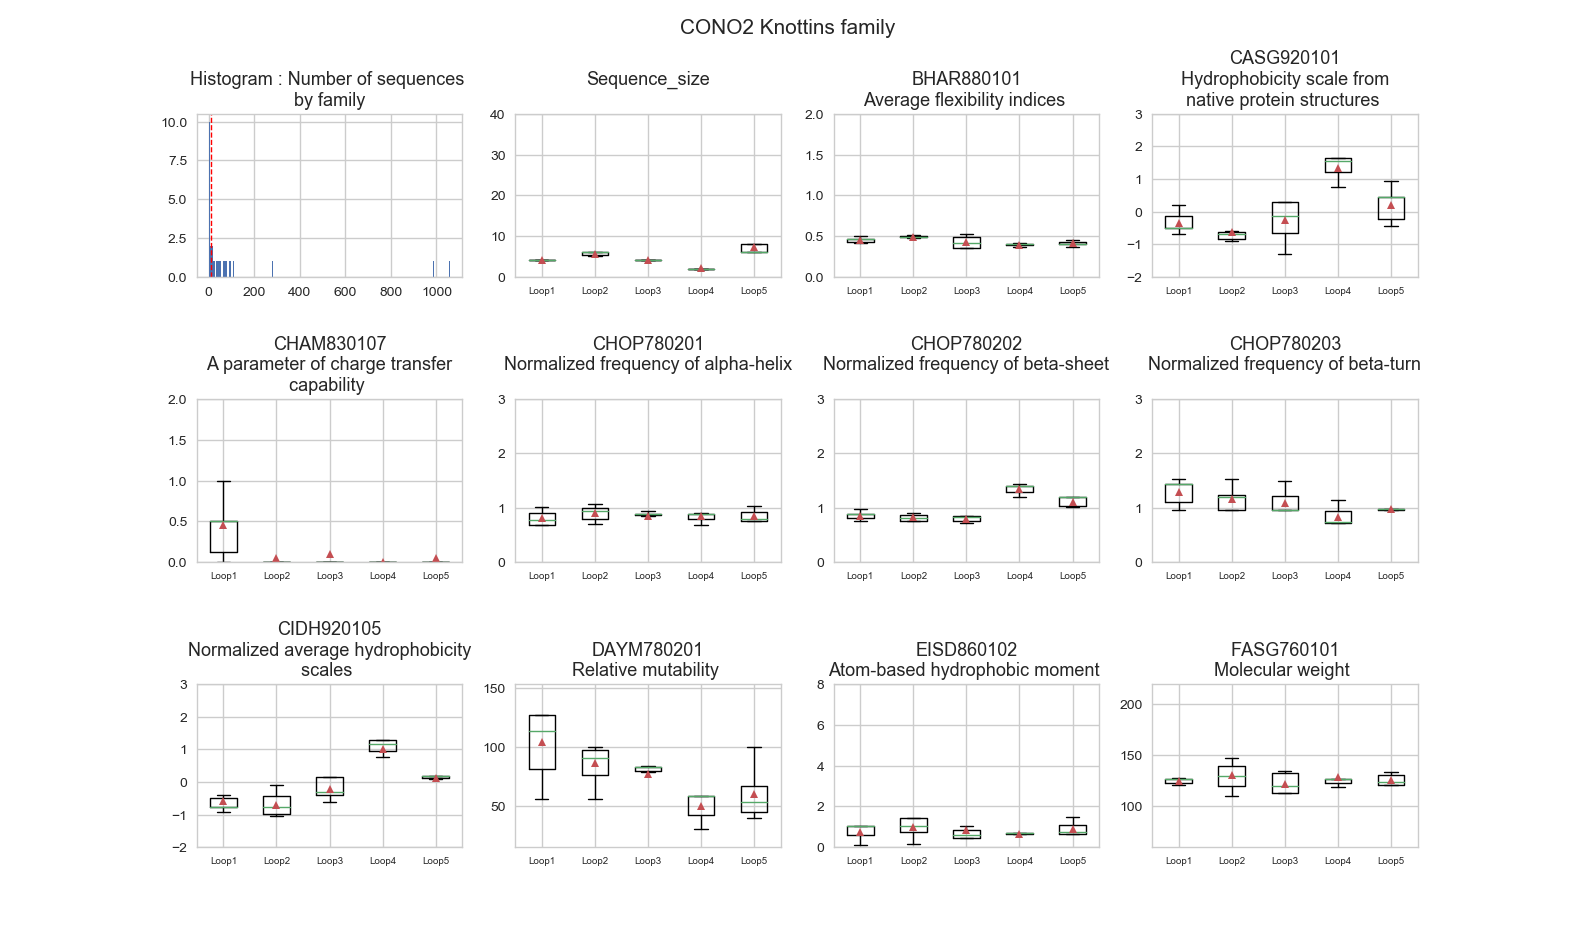 CONO2 Knottins family
Histogram : Number of sequences
by family
10.0
7.5
5.0
2.5
0.0
0 200 400 600 800 1000
Sequence_size
40
30
20
10
0
Loop1 Loop2 Loop3 Loop4 Loop5
BHAR880101
Average flexibility indices
2.0
1.5
1.0
0.5
0.0
Loop1 Loop2 Loop3 Loop4 Loop5
CASG920101
Hydrophobicity scale from
native protein structures
3
2
1
0
−1
−2
Loop1 Loop2 Loop3 Loop4 Loop5
CHAM830107
A parameter of charge transfer
capability
2.0
1.5
1.0
0.5
0.0
Loop1 Loop2 Loop3 Loop4 Loop5
CHOP780201
Normalized frequency of alpha-helix
3
2
1
0
Loop1 Loop2 Loop3 Loop4 Loop5
CHOP780202
Normalized frequency of beta-sheet
3
2
1
0
Loop1 Loop2 Loop3 Loop4 Loop5
CHOP780203
Normalized frequency of beta-turn
3
2
1
0
Loop1 Loop2 Loop3 Loop4 Loop5
CIDH920105
Normalized average hydrophobicity
scales
3
2
1
0
−1
−2
Loop1 Loop2 Loop3 Loop4 Loop5
DAYM780201
Relative mutability
150
100
50
Loop1 Loop2 Loop3 Loop4 Loop5
EISD860102
Atom-based hydrophobic moment
8
6
4
2
0
Loop1 Loop2 Loop3 Loop4 Loop5
FASG760101
Molecular weight
200
150
100
Loop1 Loop2 Loop3 Loop4 Loop5